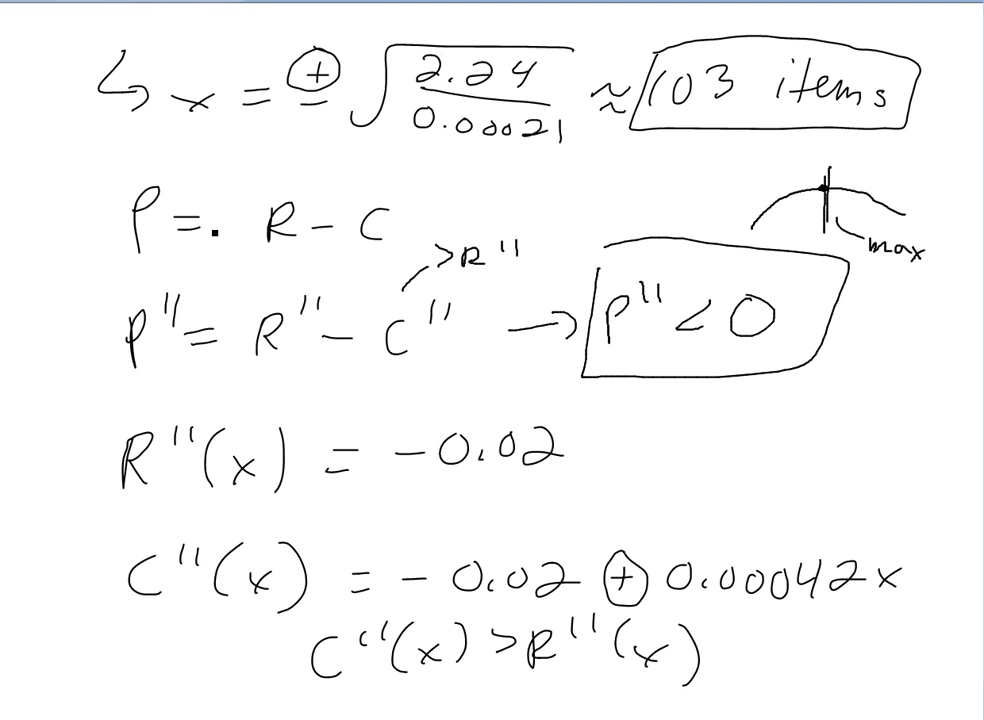 ↳ x = ± √(2.24/0.00021) ≈ 103 items
P = . R - C
max
> R''
P'' = R'' - C'' → P'' < 0
R''(x) = -0.02
C''(x) = -0.02 + 0.00042x
C''(x) > R''(x)